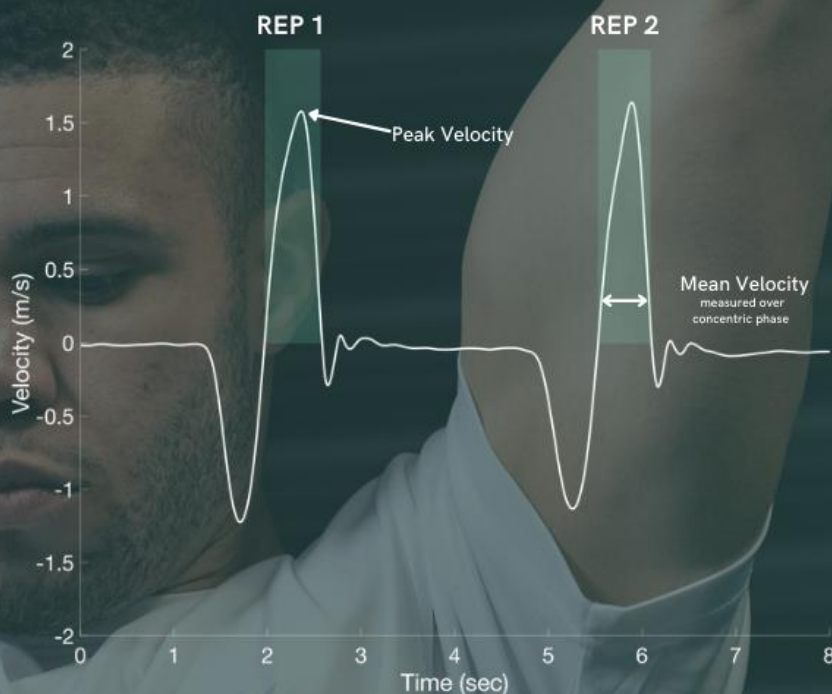 REP 1
REP 2
2
1.5
1
0.5
0
-0.5
-1
-1.5
-2
Velocity (m/s)
Peak Velocity
Mean Velocity
measured over
concentric phase
0 1 2 3 4 5 6 7 8
Time (sec)